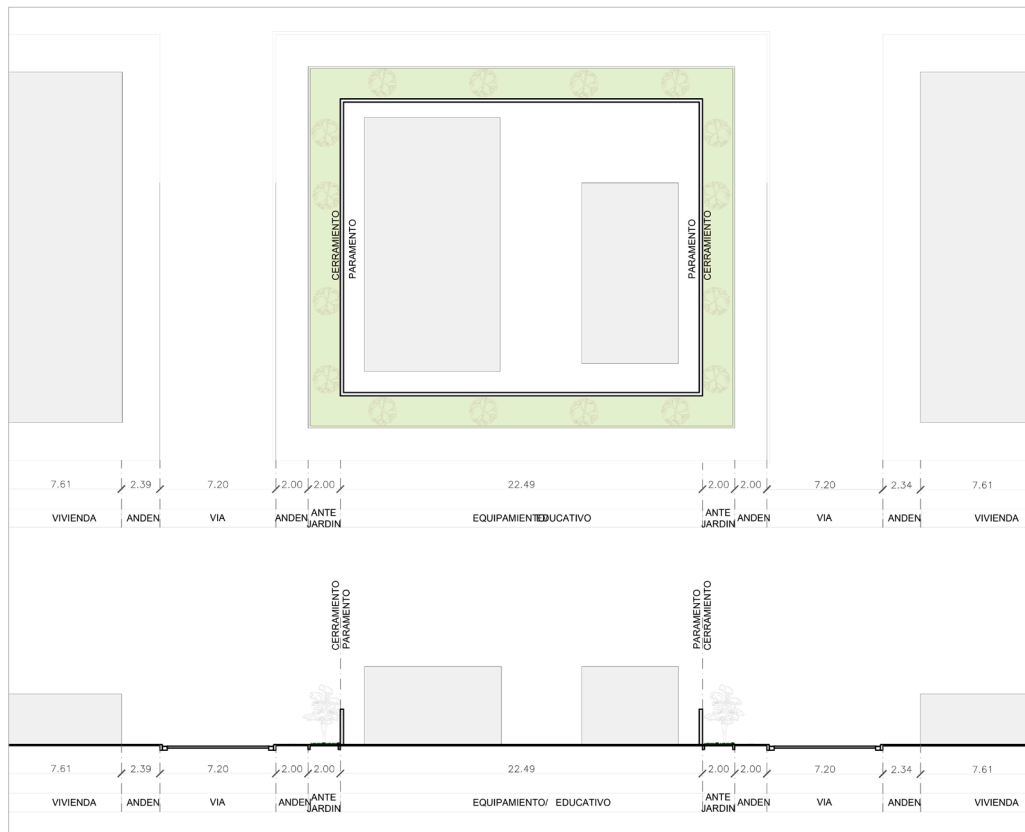 CERRAMIENTO
PARAMENTO
PARAMENTO
CERRAMIENTO
7.61 2.39 7.20 2.00 2.00 22.49 2.00 2.00 7.20 2.34 7.61
VIVIENDA ANDEN VIA ANDEN ANTE JARDIN EQUIPAMIENTO/ EDUCATIVO ANTE JARDIN ANDEN VIA ANDEN VIVIENDA
CERRAMIENTO
PARAMENTO
PARAMENTO
CERRAMIENTO
7.61 2.39 7.20 2.00 2.00 22.49 2.00 2.00 7.20 2.34 7.61
VIVIENDA ANDEN VIA ANDEN ANTE JARDIN EQUIPAMIENTO/ EDUCATIVO ANTE JARDIN ANDEN VIA ANDEN VIVIENDA